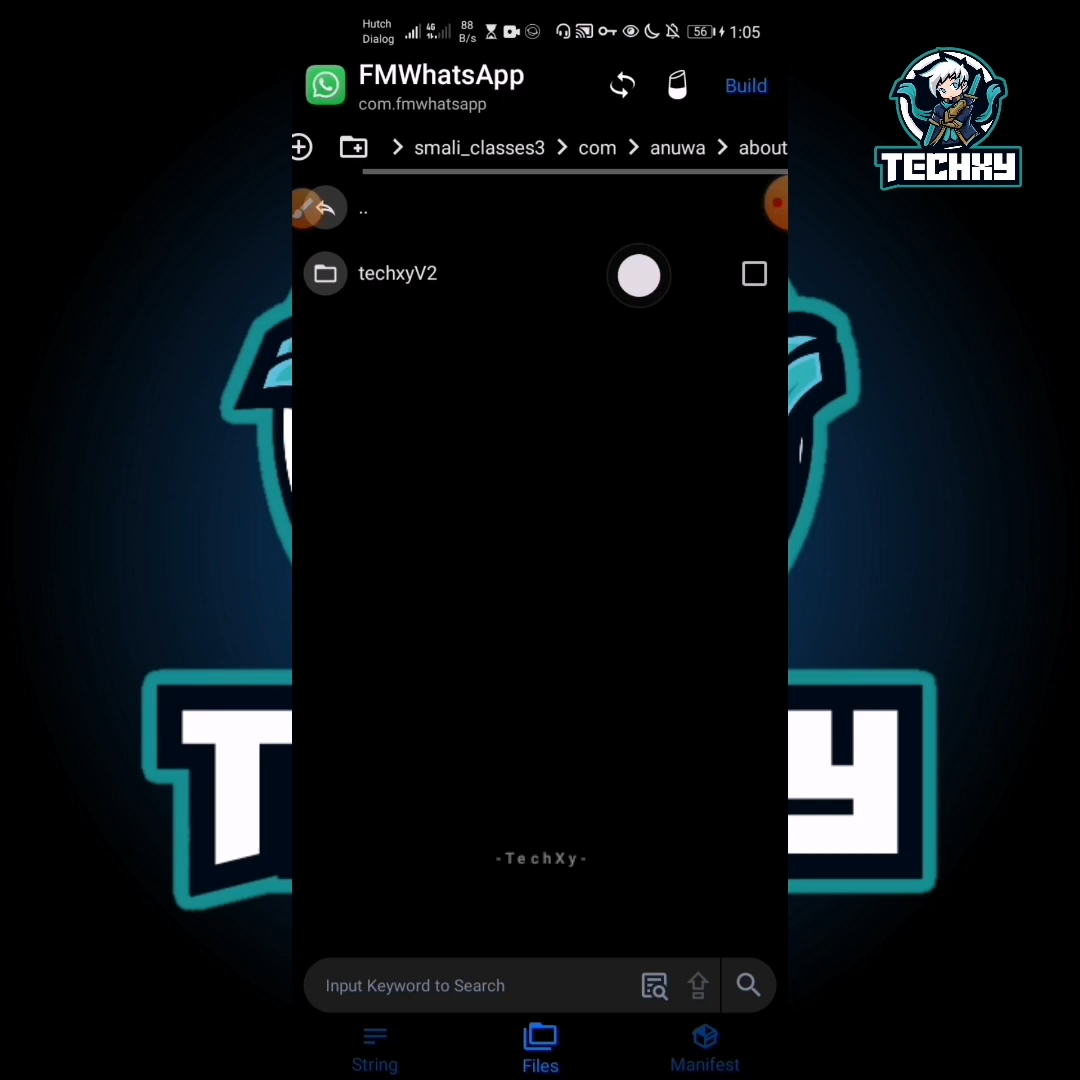 Hutch
Dialog
4G
88
B/s
56
1:05
FMWhatsApp
com.fmwhatsapp
Build
smali_classes3 > com > anuwa > about
..
techxyV2
TECHXY
T
Y
-TechXy-
Input Keyword to Search
String
Files
Manifest